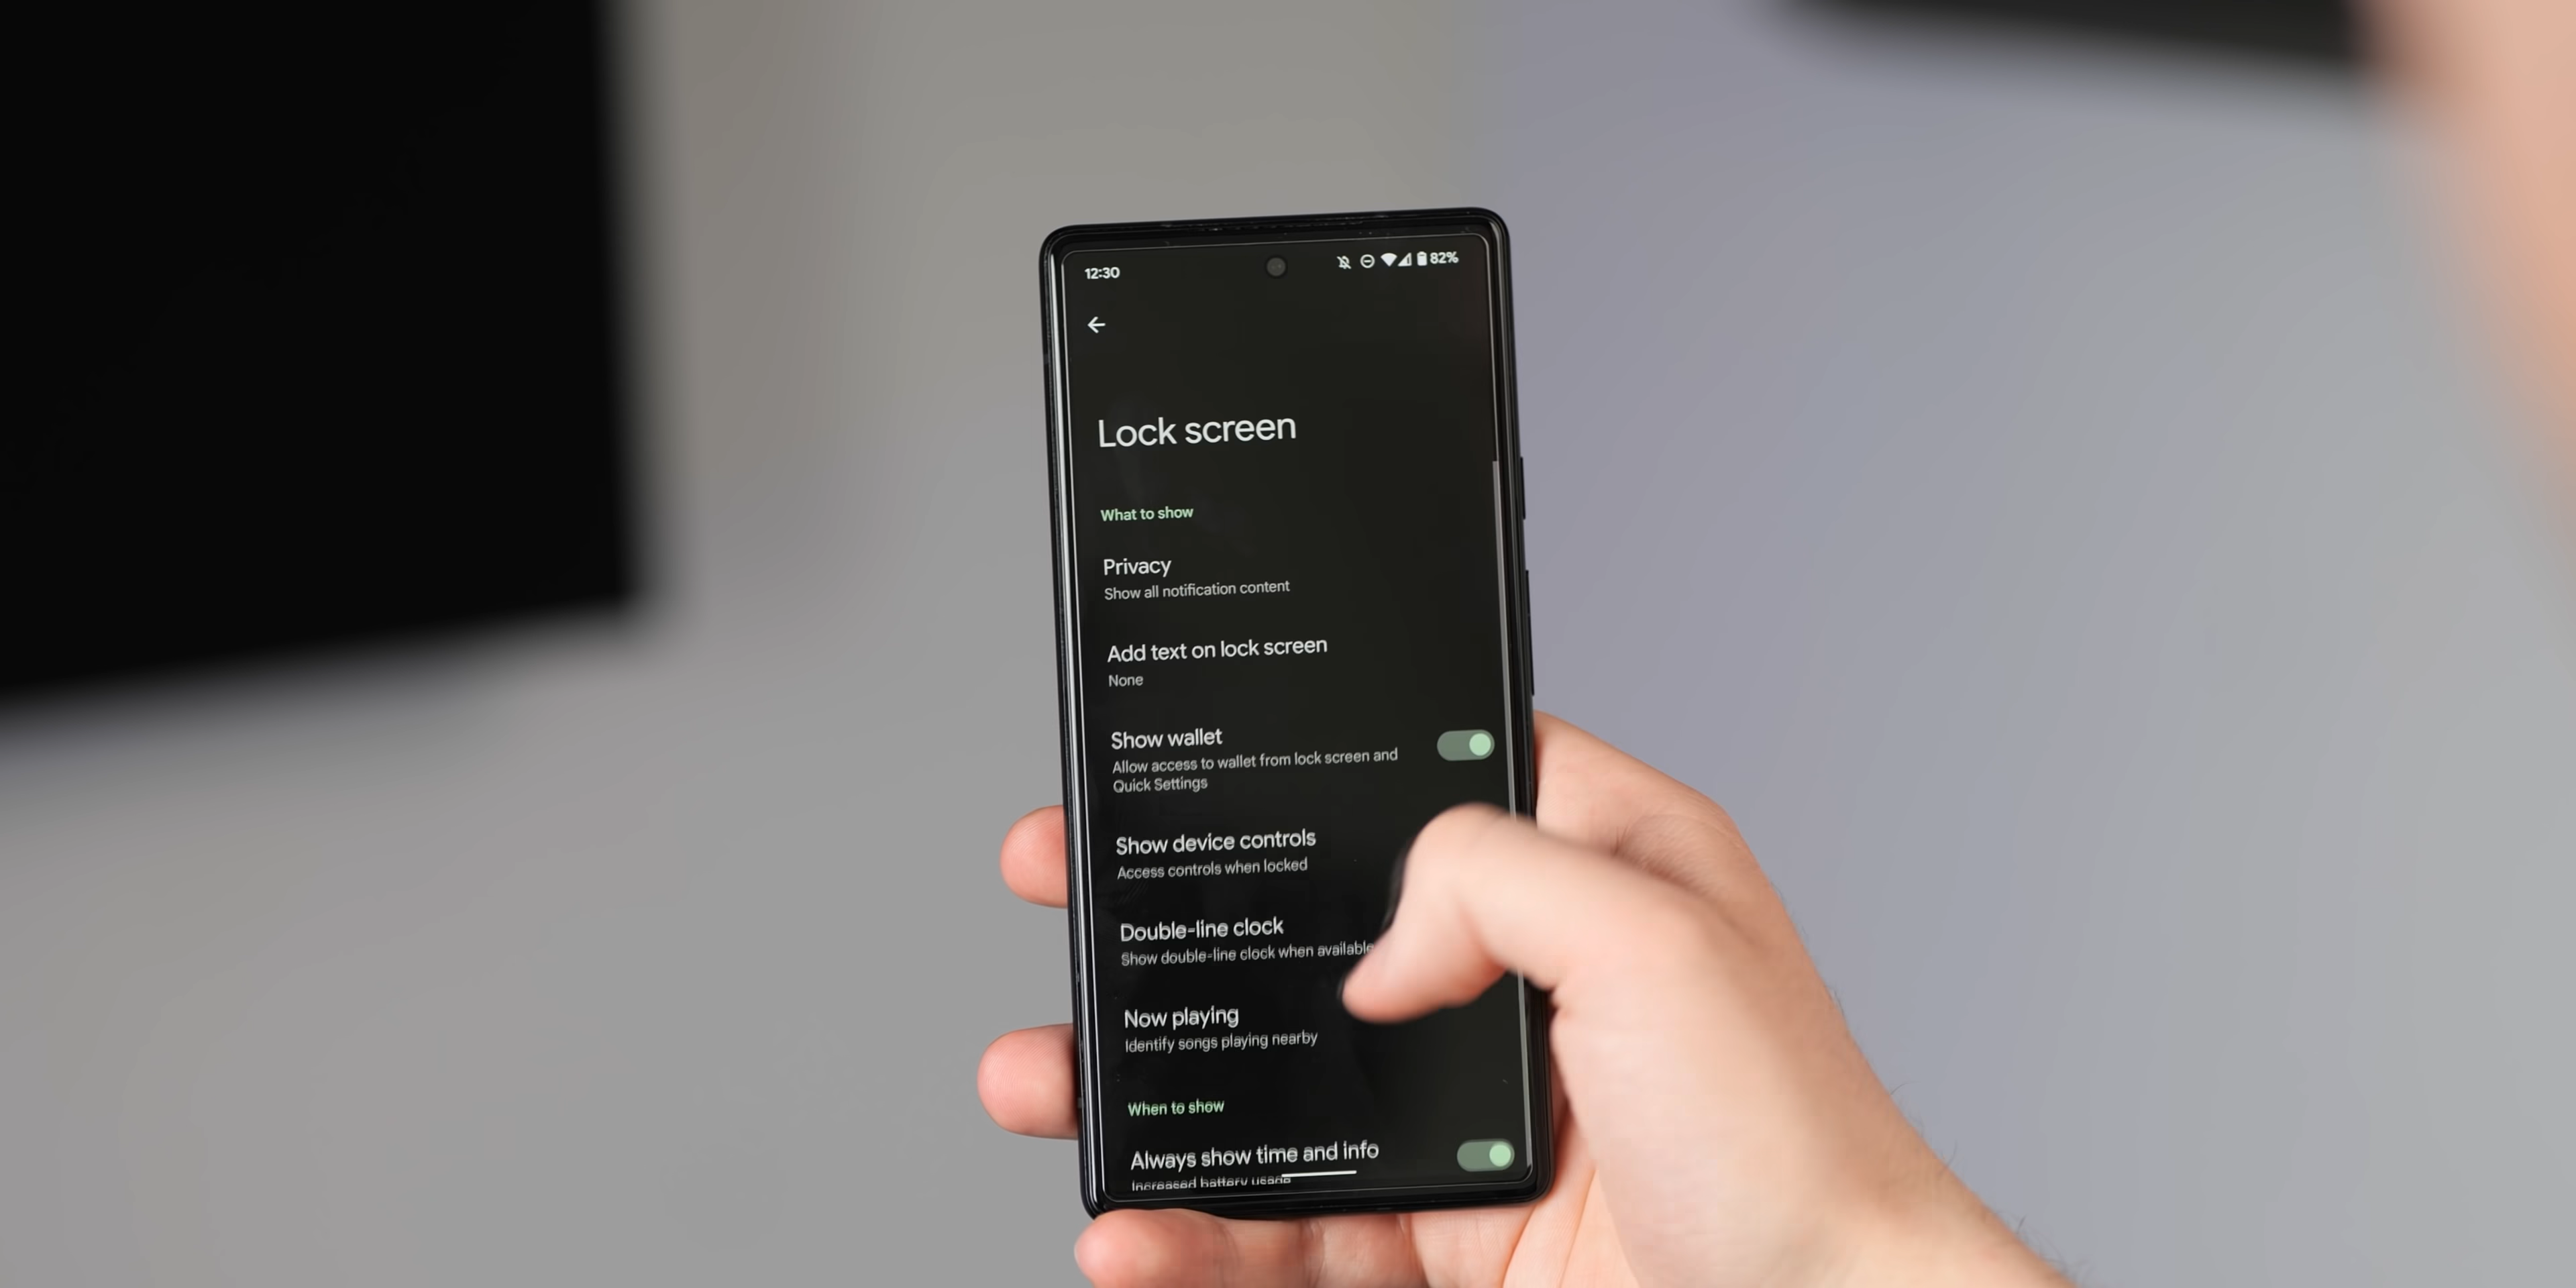 12:30
82%
Lock screen
What to show
Privacy
Show all notification content
Add text on lock screen
None
Show wallet
Allow access to wallet from lock screen and
Quick Settings
Show device controls
Access controls when locked
Double-line clock
Show double-line clock when available
Now playing
Identify songs playing nearby
When to show
Always show time and info
Increased battery usage